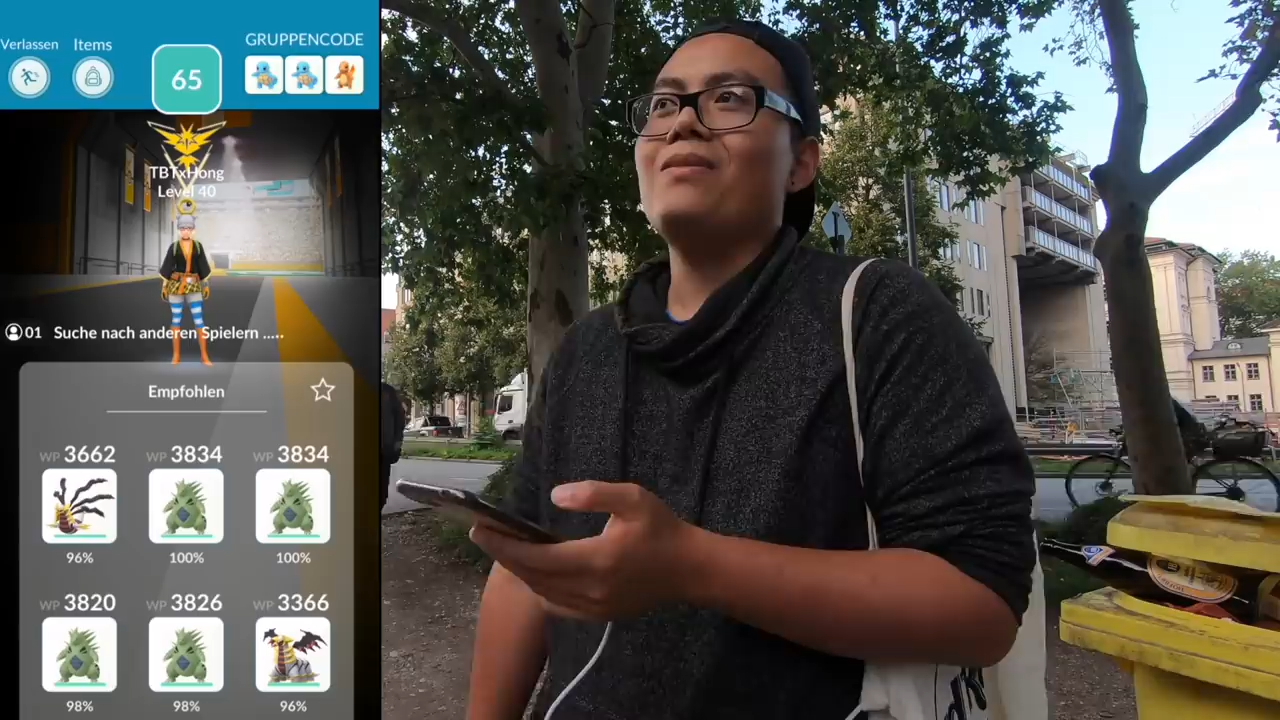 Verlassen
Items
65
GRUPPENCODE
TBTxHong
Level 40
01 Suche nach anderen Spielern .....
Empfohlen
WP 3662
WP 3834
WP 3834
96%
100%
100%
WP 3820
WP 3826
WP 3366
98%
98%
96%